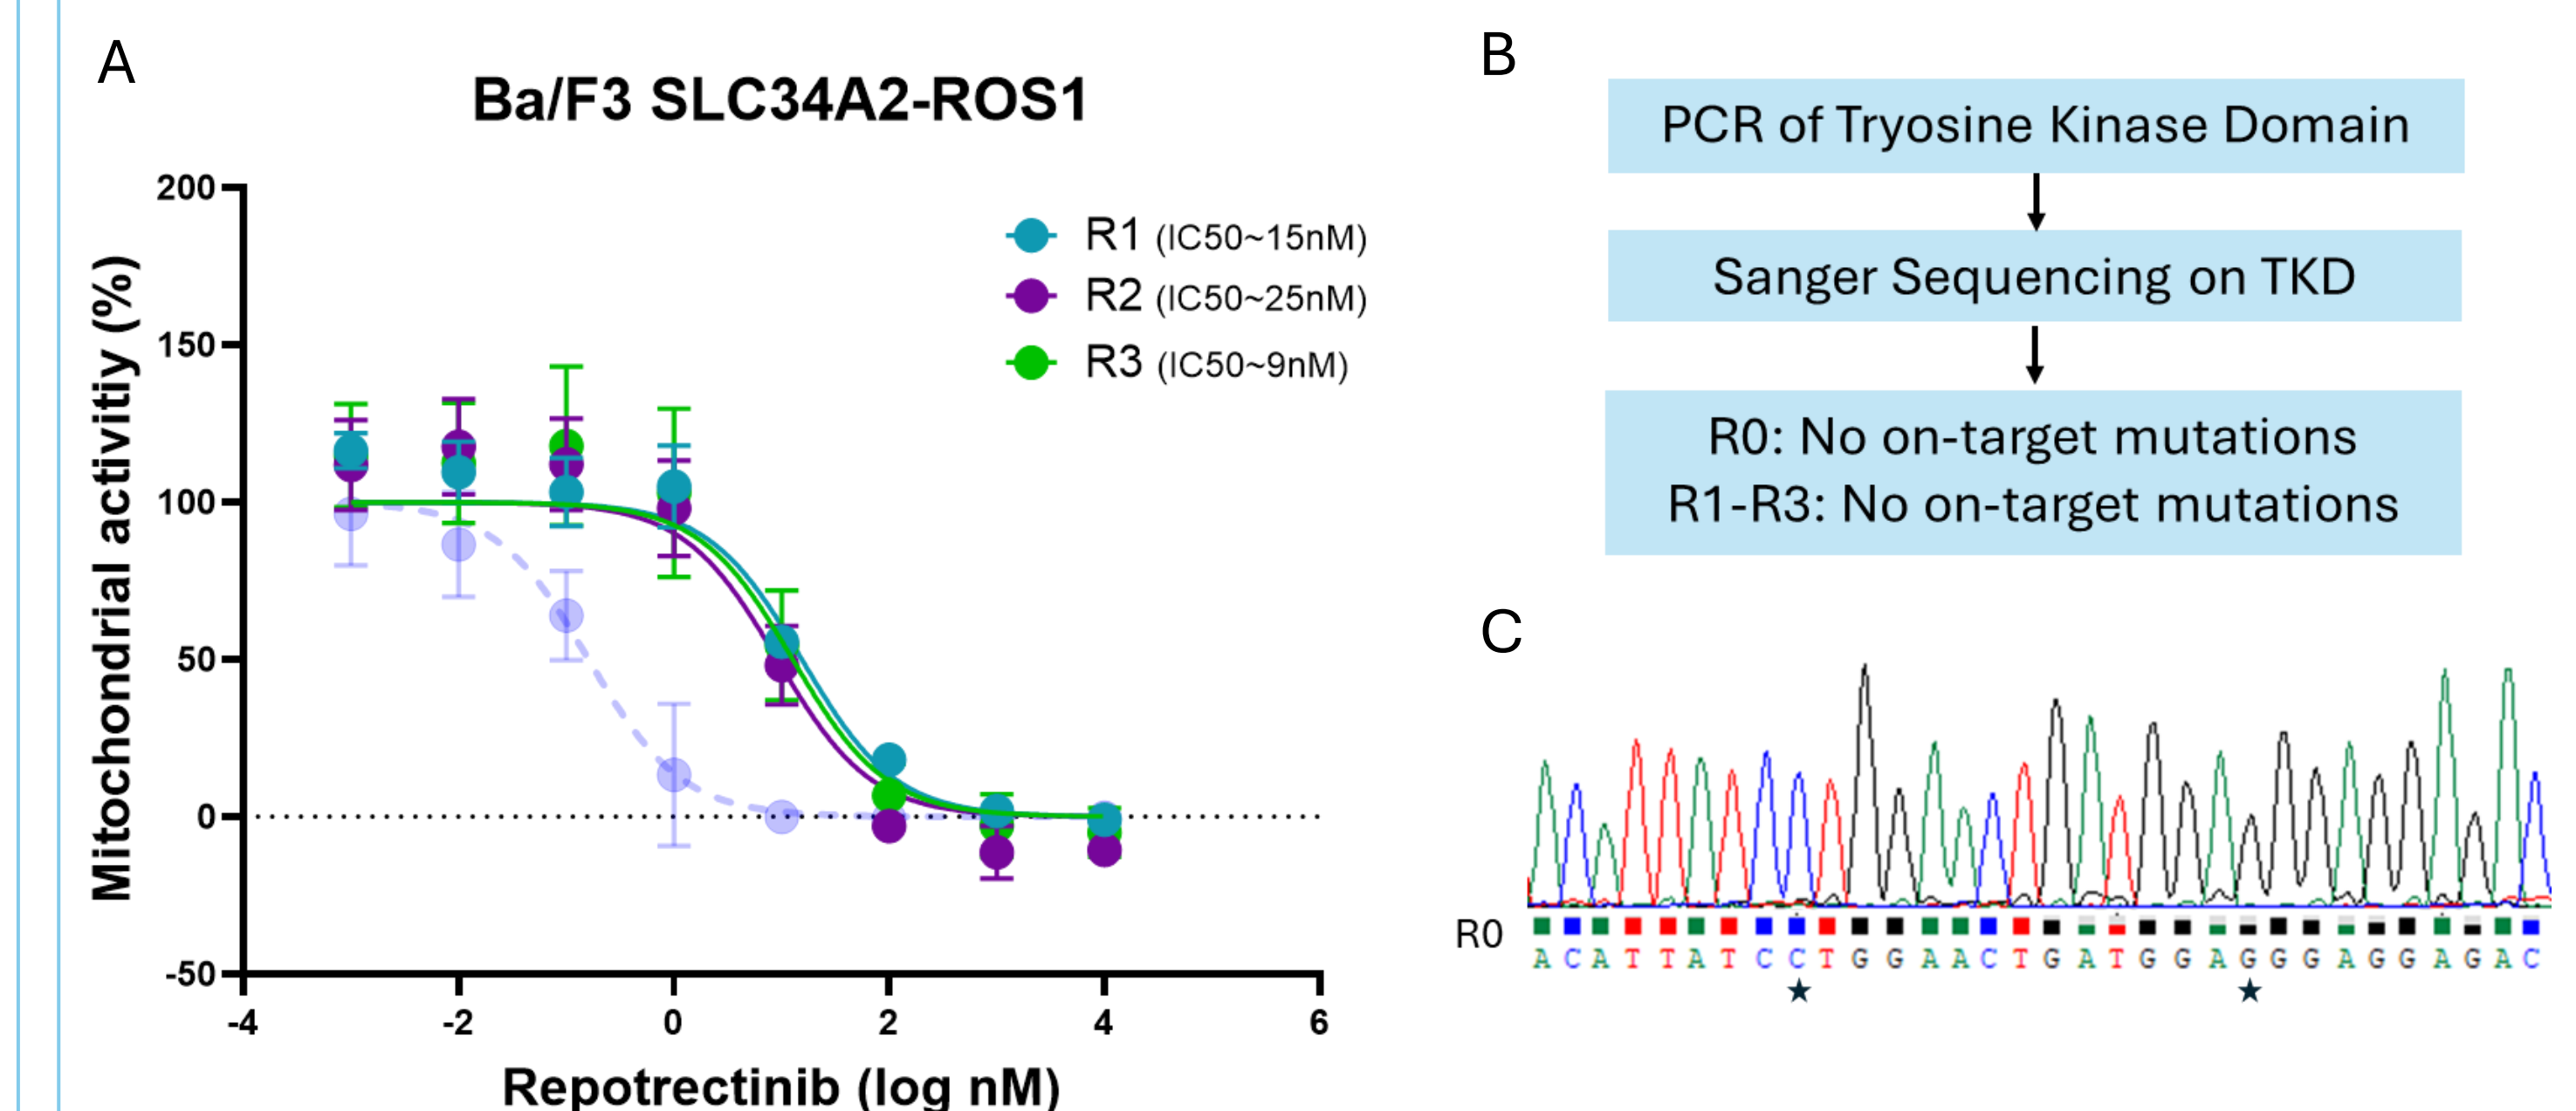 A
Ba/F3 SLC34A2-ROS1
200
150
100
50
0
-50
-4
-2
0
2
4
6
Mitochondrial activitiy (%)
Repotrectinib (log nM)
R1 (IC50~15nM)
R2 (IC50~25nM)
R3 (IC50~9nM)
B
PCR of Tryosine Kinase Domain
Sanger Sequencing on TKD
R0: No on-target mutations
R1-R3: No on-target mutations
C
R0
A C A T T A T C C T G G A A C T G A T G G A G G G A G G A G A C